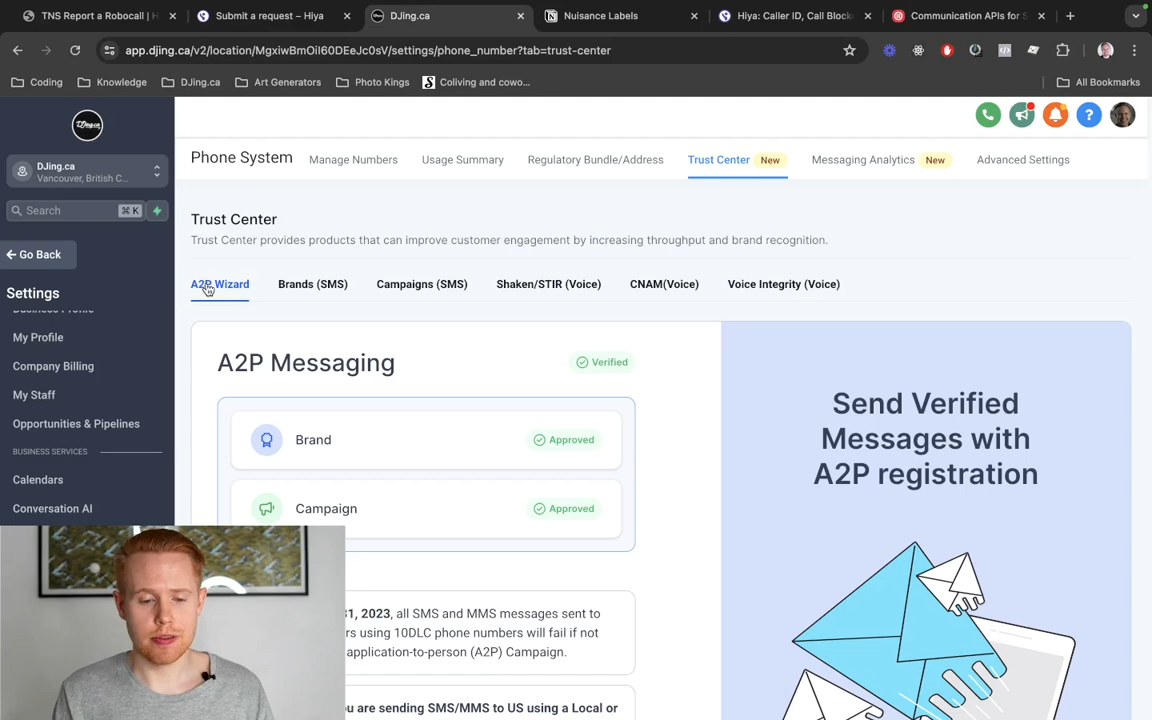 TNS Report a Robocall | H
Submit a request – Hiya
DJing.ca
Nuisance Labels
Hiya: Caller ID, Call Block
Communication APIs for S
app.djing.ca/v2/location/MgxiwBmOiI60DEeJc0sV/settings/phone_number?tab=trust-center
Coding
Knowledge
DJing.ca
Art Generators
Photo Kings
Coliving and cowo...
All Bookmarks
DJing.ca
DJing.ca
Vancouver, British C...
Search
⌘ K
Go Back
Settings
Business Profile
My Profile
Company Billing
My Staff
Opportunities & Pipelines
BUSINESS SERVICES
Calendars
Conversation AI
Phone System
Manage Numbers
Usage Summary
Regulatory Bundle/Address
Trust Center New
Messaging Analytics New
Advanced Settings
Trust Center
Trust Center provides products that can improve customer engagement by increasing throughput and brand recognition.
A2P Wizard
Brands (SMS)
Campaigns (SMS)
Shaken/STIR (Voice)
CNAM(Voice)
Voice Integrity (Voice)
A2P Messaging
Verified
Brand
Approved
Campaign
Approved
31, 2023, all SMS and MMS messages sent to
rs using 10DLC phone numbers will fail if not
application-to-person (A2P) Campaign.
ou are sending SMS/MMS to US using a Local or
Send Verified
Messages with
A2P registration